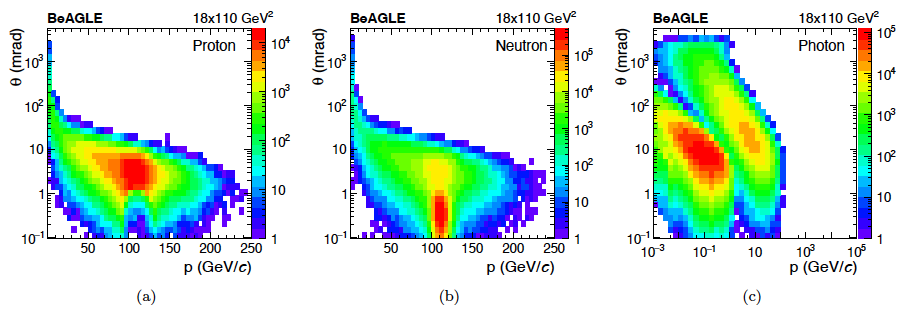 BeAGLE 18x110 GeV²
Proton
θ (mrad)
10³
10²
10
1
10⁻¹
50 100 150 200 250
p (GeV/c)
10⁴
10³
10²
10
1
(a)
BeAGLE 18x110 GeV²
Neutron
θ (mrad)
10³
10²
10
1
10⁻¹
50 100 150 200 250
p (GeV/c)
10⁵
10⁴
10³
10²
10
1
(b)
BeAGLE 18x110 GeV²
Photon
θ (mrad)
10³
10²
10
1
10⁻¹
10⁻³ 10⁻¹ 10 10³ 10⁵
p (GeV/c)
10⁵
10⁴
10³
10²
10
1
(c)